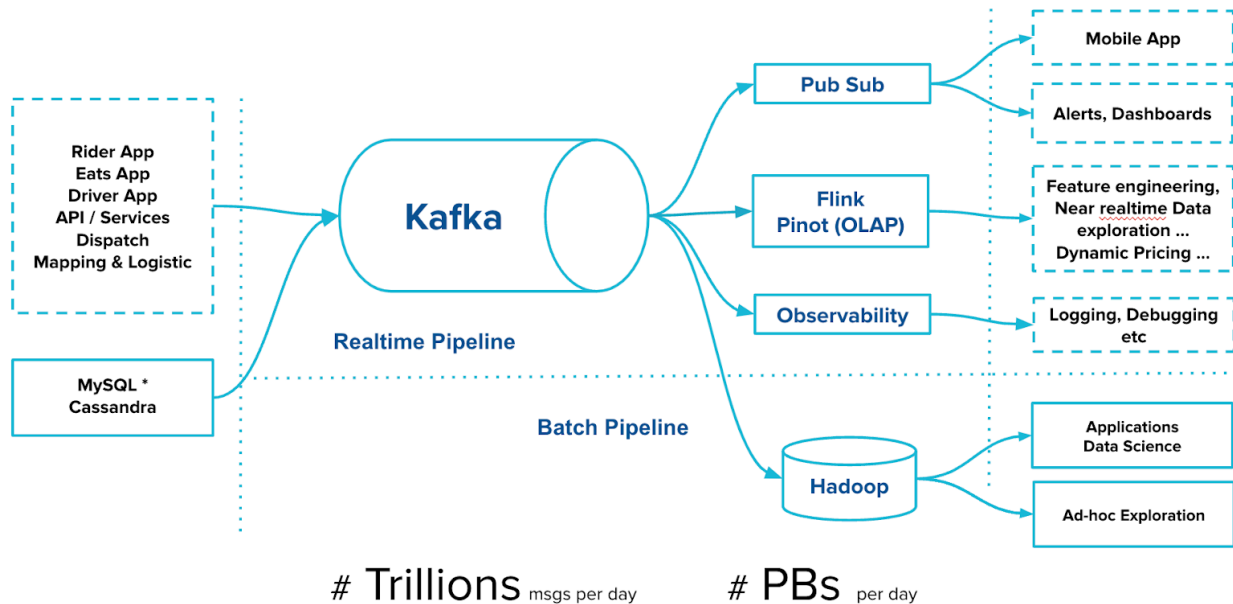 Rider App
Eats App
Driver App
API / Services
Dispatch
Mapping & Logistic
MySQL *
Cassandra
Kafka
Realtime Pipeline
Batch Pipeline
Pub Sub
Flink
Pinot (OLAP)
Observability
Hadoop
Mobile App
Alerts, Dashboards
Feature engineering,
Near realtime Data
exploration ...
Dynamic Pricing ...
Logging, Debugging
etc
Applications
Data Science
Ad-hoc Exploration
# Trillions msgs per day
# PBs per day